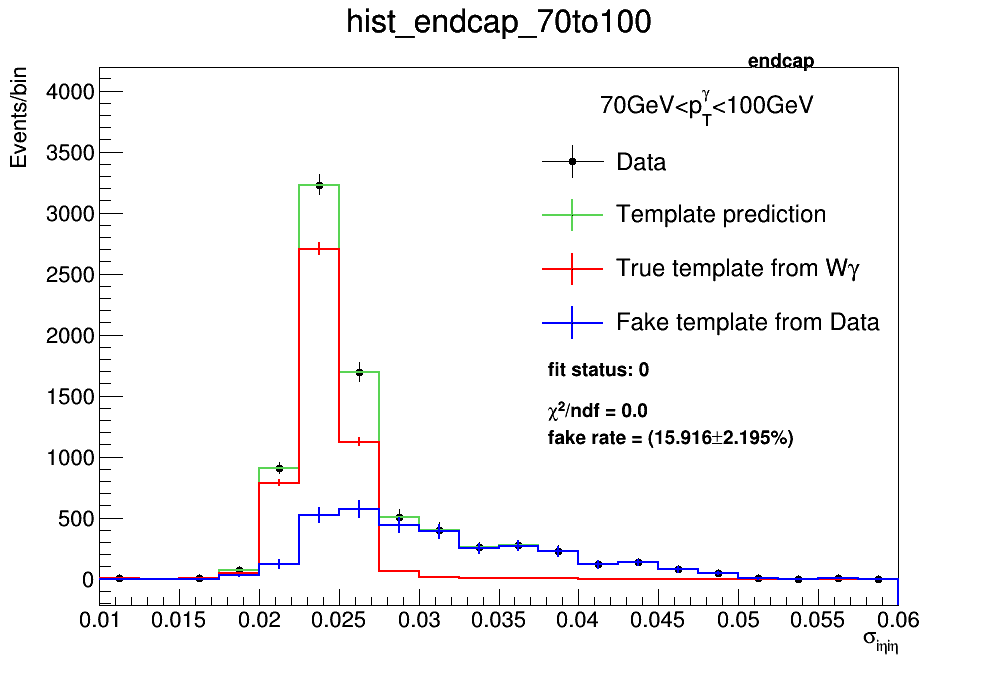 hist_endcap_70to100
endcap
70GeV<p_T^γ<100GeV
Data
Template prediction
True template from Wγ
Fake template from Data
fit status: 0
χ²/ndf = 0.0
fake rate = (15.916±2.195%)
Events/bin
4000
3500
3000
2500
2000
1500
1000
500
0
0.01 0.015 0.02 0.025 0.03 0.035 0.04 0.045 0.05 0.055 0.06
σiηiη